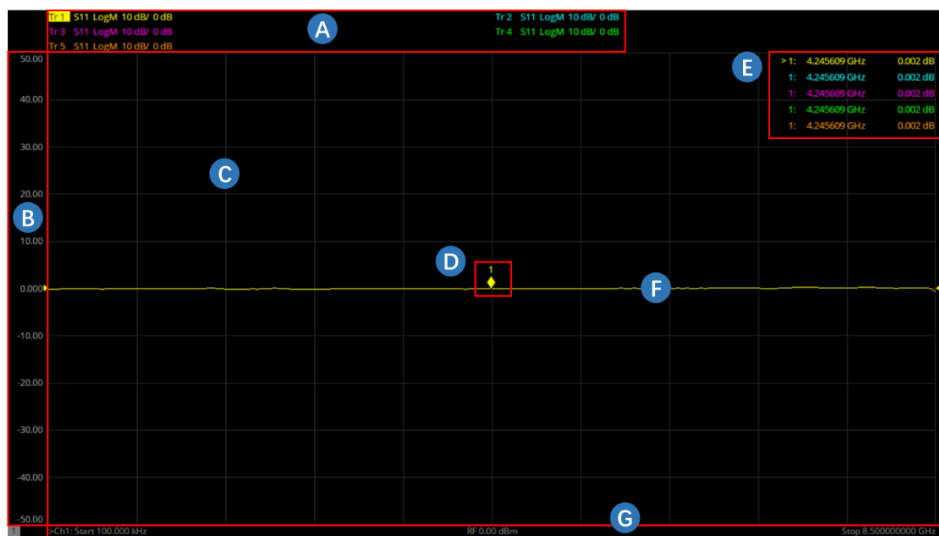 Tr 1 S11 LogM 10 dB/ 0 dB Tr 2 S11 LogM 10 dB/ 0 dB
Tr 3 S11 LogM 10 dB/ 0 dB A Tr 4 S11 LogM 10 dB/ 0 dB
Tr 5 S11 LogM 10 dB/ 0 dB
50.00 E > 1: 4.245609 GHz 0.002 dB
1: 4.245609 GHz 0.002 dB
1: 4.245609 GHz 0.002 dB
40.00
1: 4.245609 GHz 0.002 dB
1: 4.245609 GHz 0.002 dB
30.00
C
20.00
B
10.00
D 1
0.000 F
-10.00
-20.00
-30.00
-40.00
-50.00 G
1 >Ch1: Start 100.000 kHz RF 0.00 dBm Stop 8.500000000 GHz